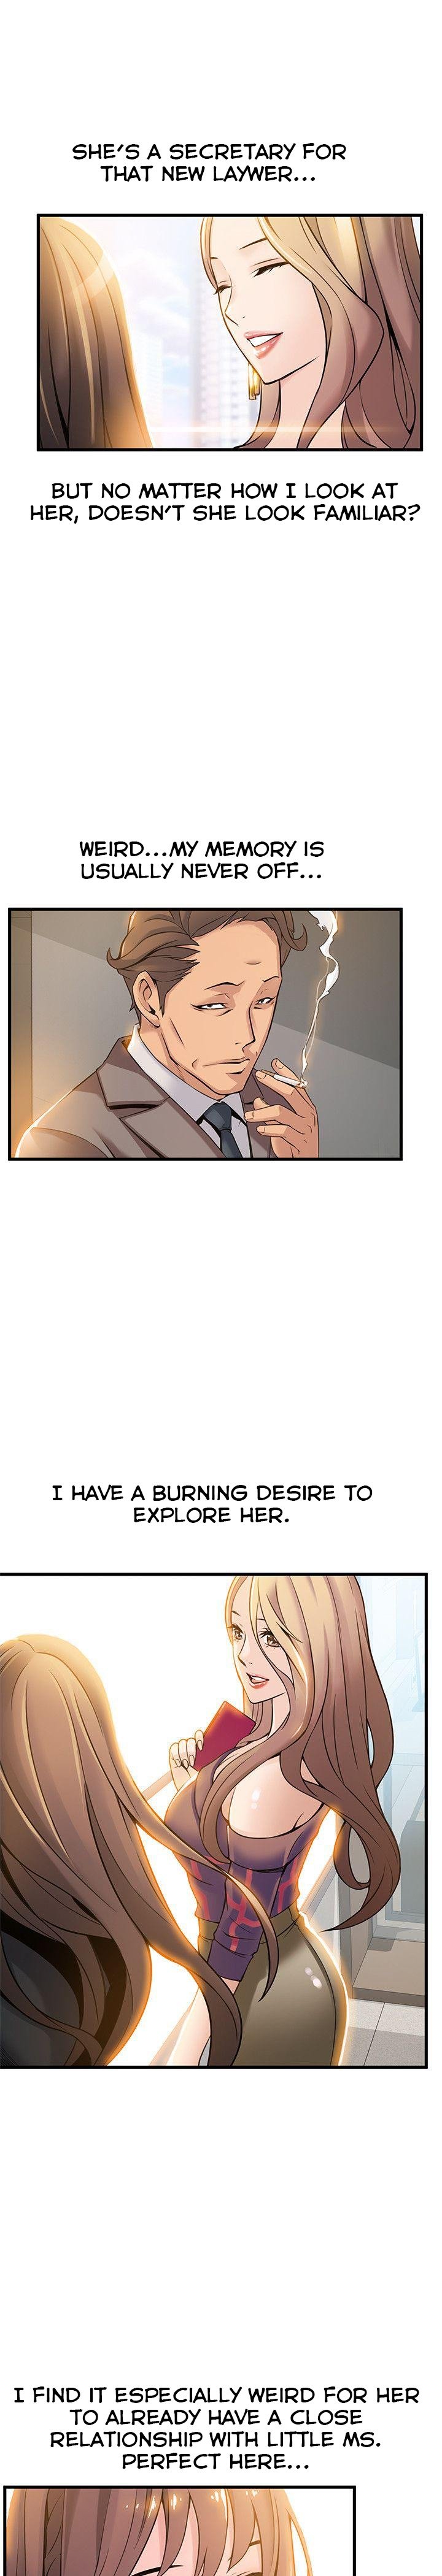 SHE'S A SECRETARY FOR
THAT NEW LAYWER...
BUT NO MATTER HOW I LOOK AT
HER, DOESN'T SHE LOOK FAMILIAR?
WEIRD...MY MEMORY IS
USUALLY NEVER OFF...
I HAVE A BURNING DESIRE TO
EXPLORE HER.
I FIND IT ESPECIALLY WEIRD FOR HER
TO ALREADY HAVE A CLOSE
RELATIONSHIP WITH LITTLE MS.
PERFECT HERE...